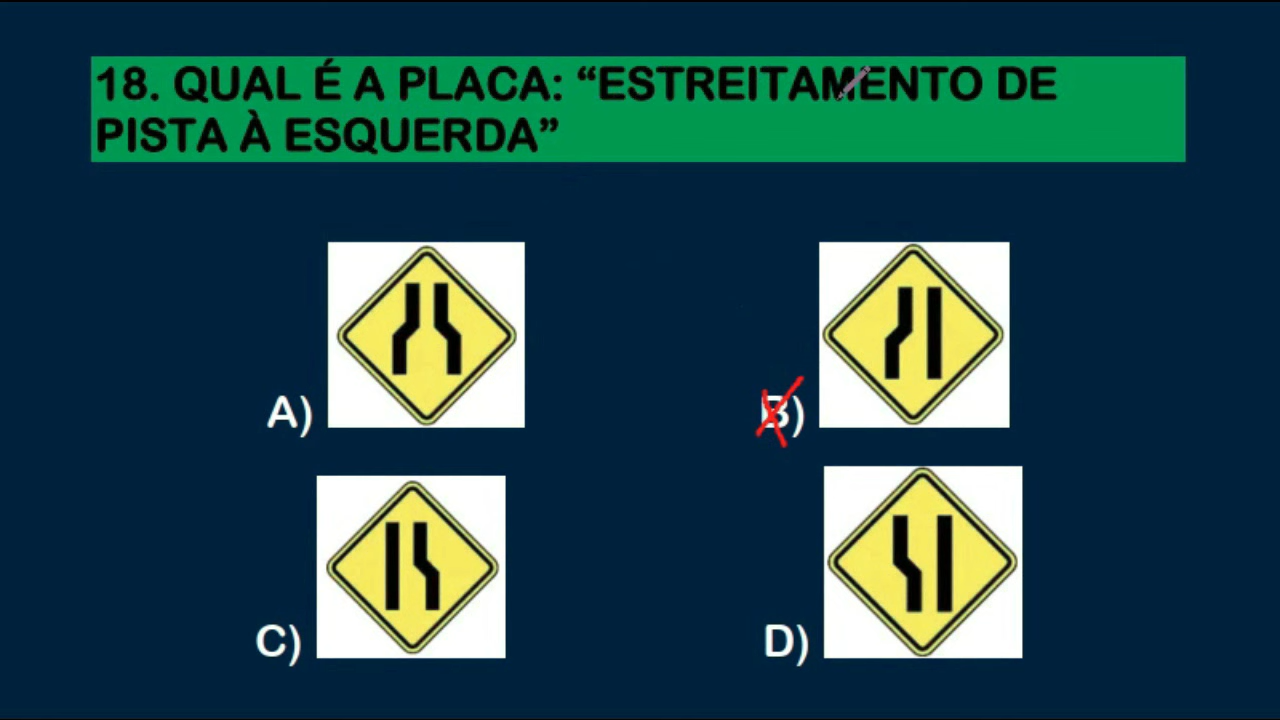 18. QUAL É A PLACA: “ESTREITAMENTO DE
PISTA À ESQUERDA”
A)
B)
C)
D)